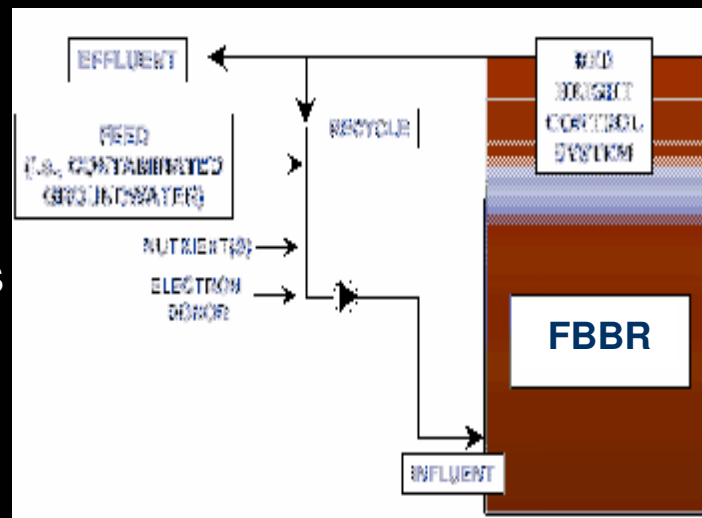 EFFLUENT
FEED
(i.e., CONTAMINATED
GROUNDWATER)
RECYCLE
BED
HEIGHT
CONTROL
SYSTEM
NUTRIENT(S)
ELECTRON
DONOR
s
FBBR
INFLUENT